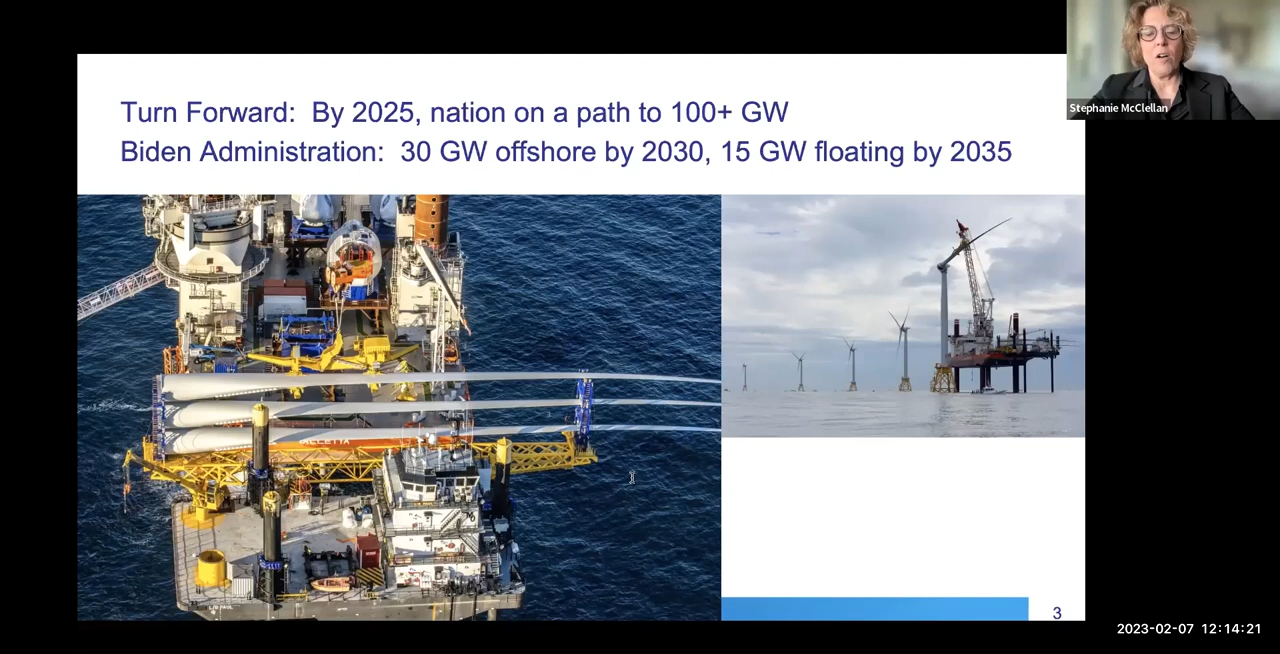 Turn Forward: By 2025, nation on a path to 100+ GW
Biden Administration: 30 GW offshore by 2030, 15 GW floating by 2035
Stephanie McClellan
3
2023-02-07 12:14:21